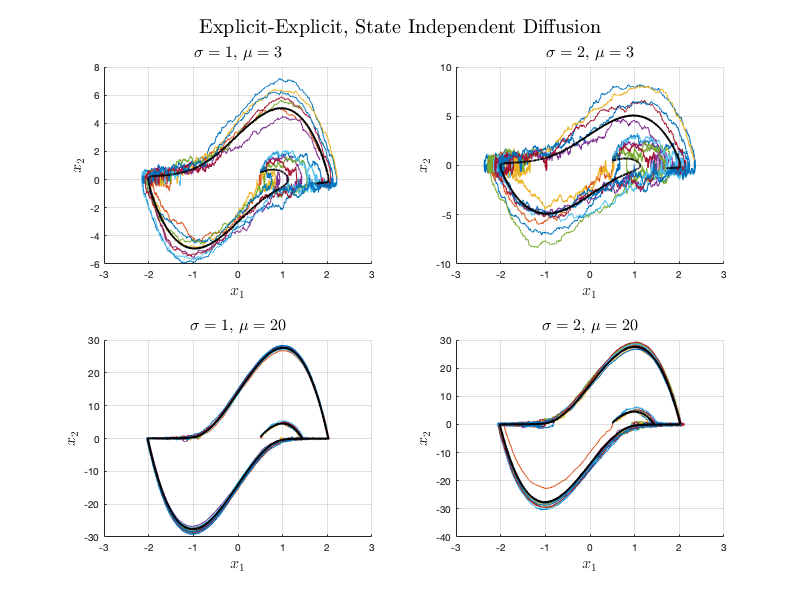 Explicit-Explicit, State Independent Diffusion
σ = 1, μ = 3
8
6
4
2
0
-2
-4
-6
x₂
-3 -2 -1 0 1 2 3
x₁
σ = 2, μ = 3
10
5
0
-5
-10
x₂
-3 -2 -1 0 1 2 3
x₁
σ = 1, μ = 20
30
20
10
0
-10
-20
-30
x₂
-3 -2 -1 0 1 2 3
x₁
σ = 2, μ = 20
30
20
10
0
-10
-20
-30
-40
x₂
-3 -2 -1 0 1 2 3
x₁